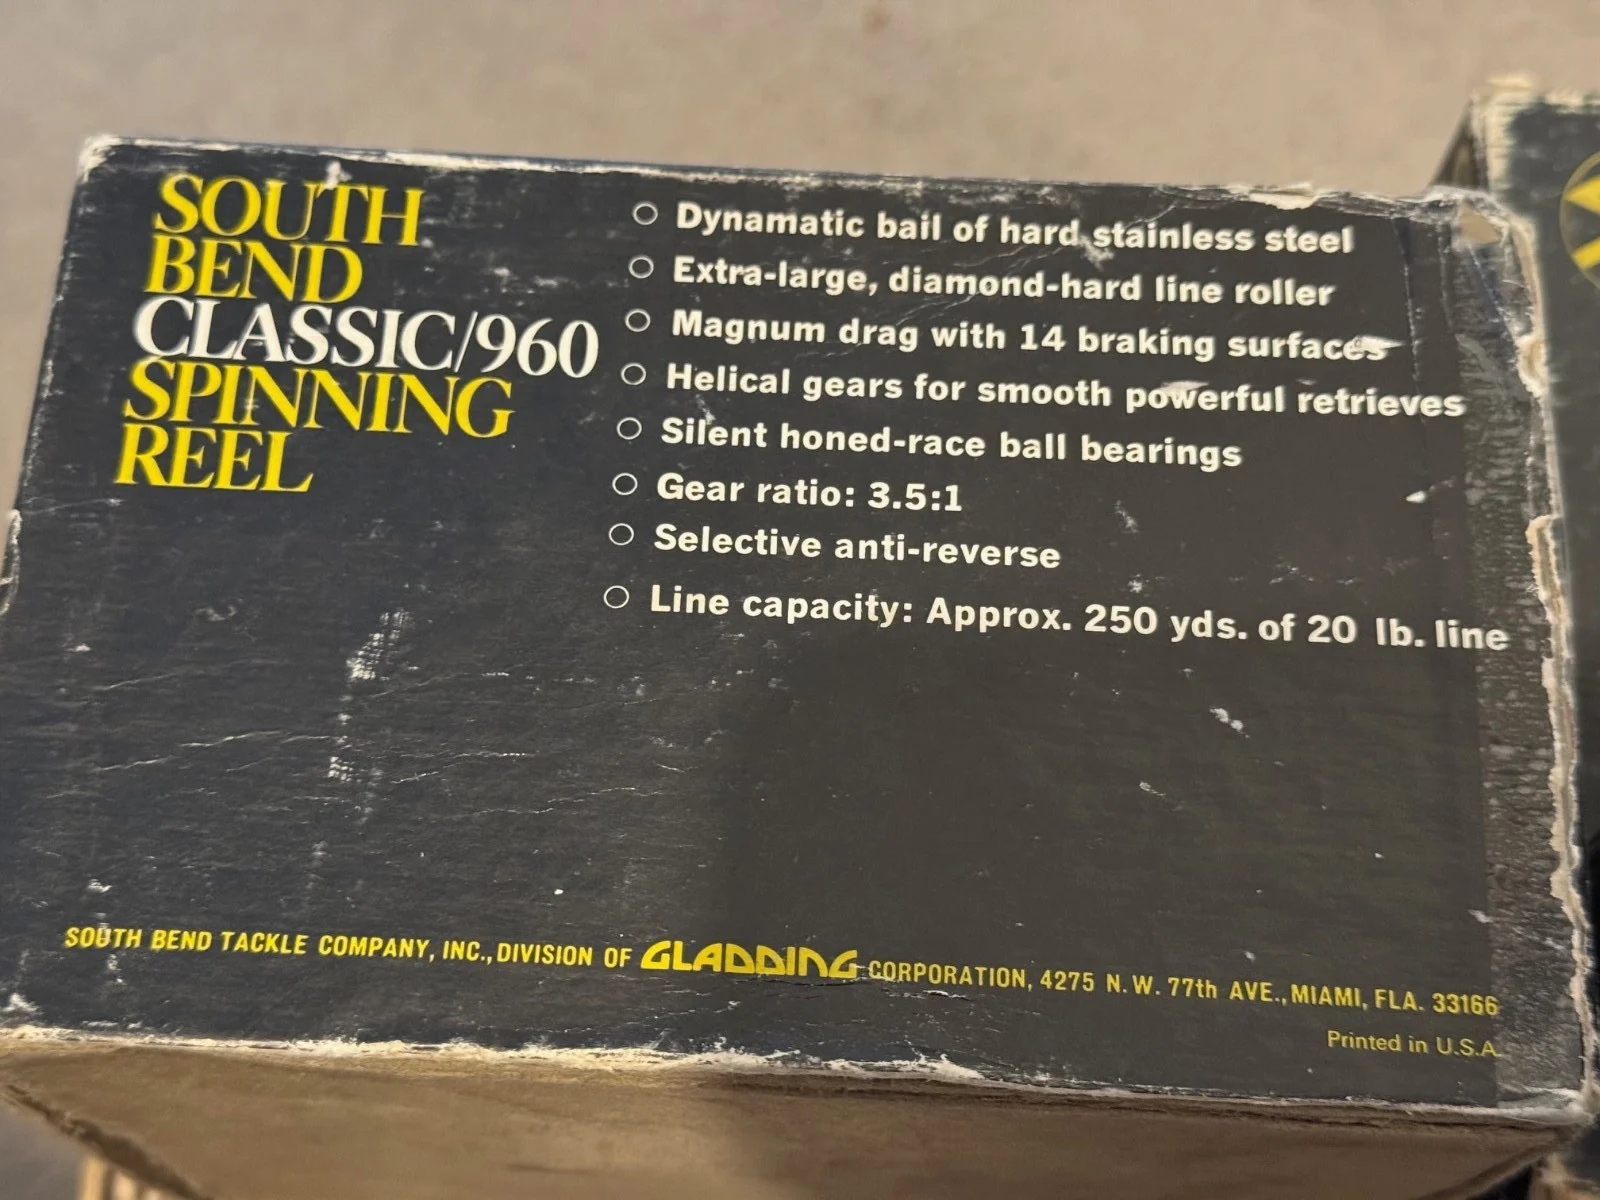 SOUTH
BEND
CLASSIC/960
SPINNING
REEL
Dynamatic bail of hard stainless steel
Extra-large, diamond-hard line roller
Magnum drag with 14 braking surfaces
Helical gears for smooth powerful retrieves
Silent honed-race ball bearings
Gear ratio: 3.5:1
Selective anti-reverse
Line capacity: Approx. 250 yds. of 20 lb. line
SOUTH BEND TACKLE COMPANY, INC., DIVISION OF GLADDING CORPORATION, 4275 N.W. 77th AVE., MIAMI, FLA. 33166
Printed in U.S.A.